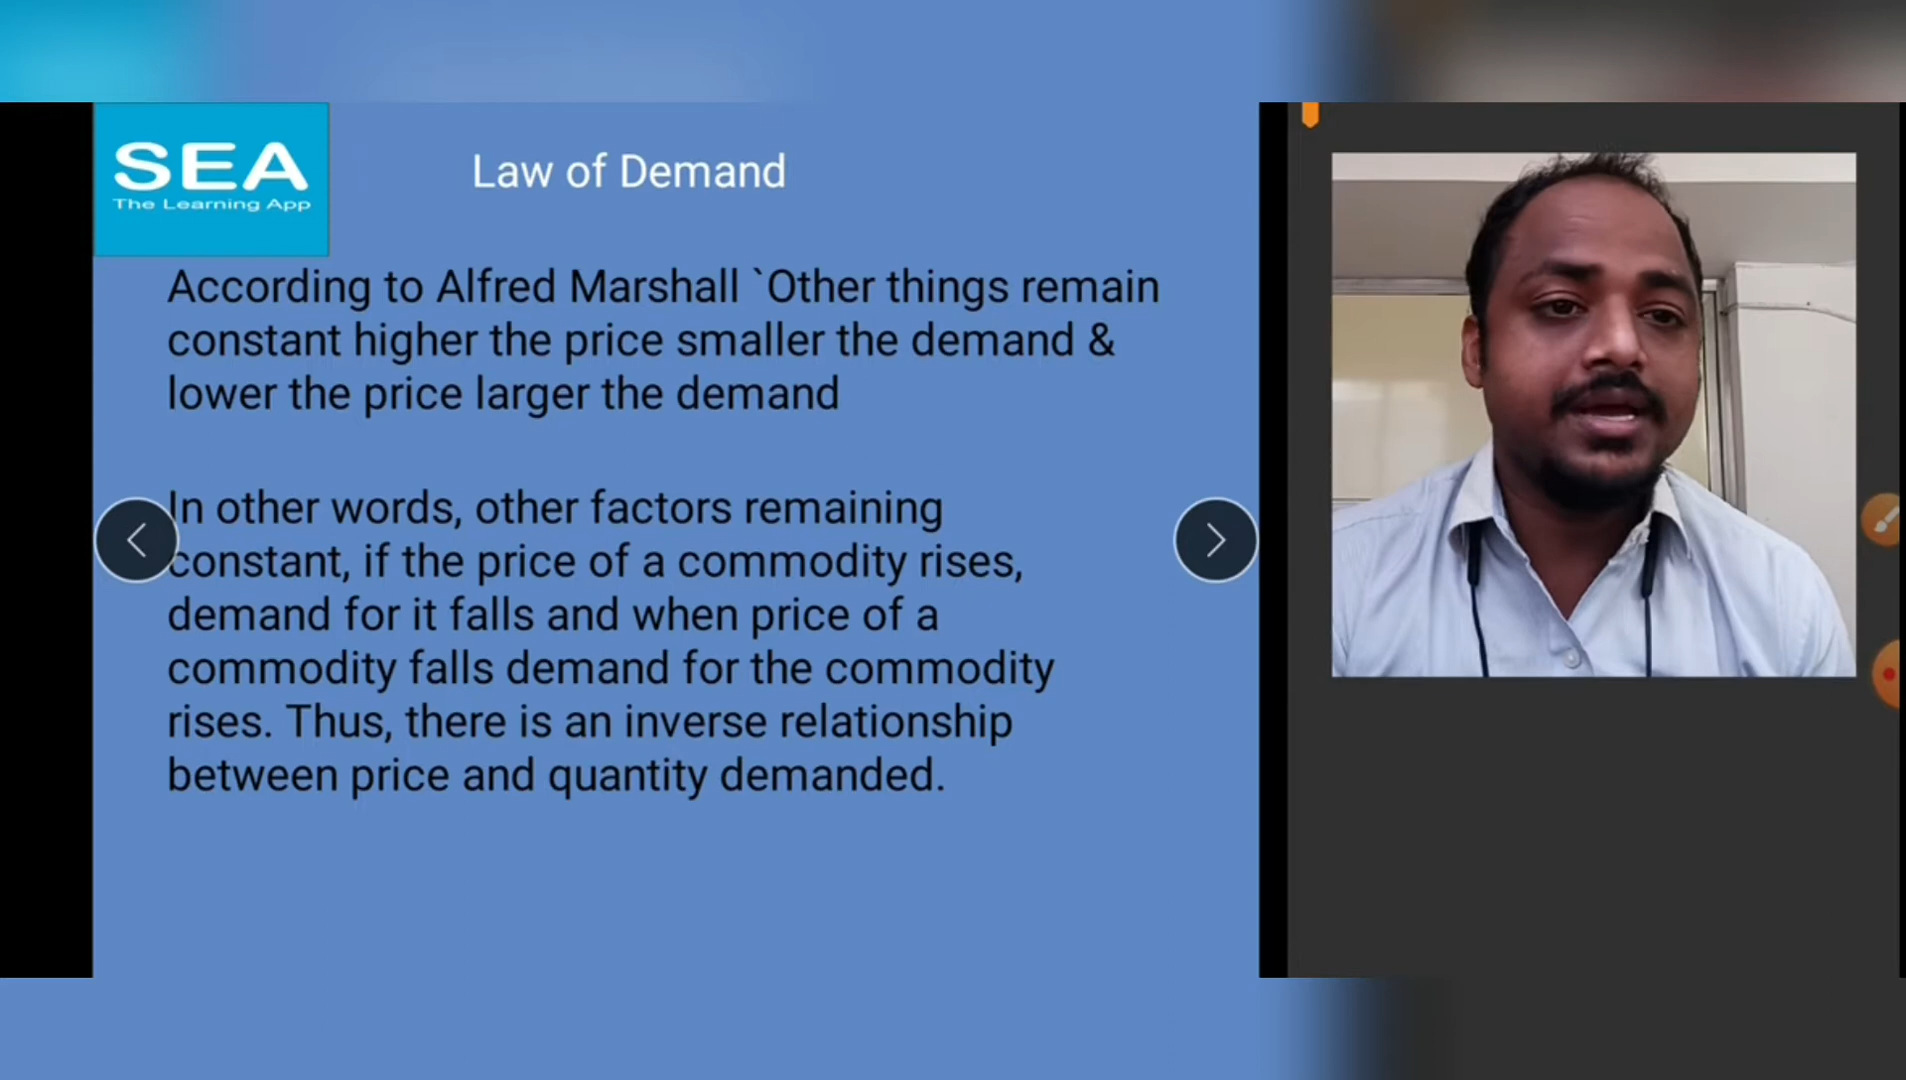 SEA
The Learning App
Law of Demand
According to Alfred Marshall `Other things remain
constant higher the price smaller the demand &
lower the price larger the demand
In other words, other factors remaining
constant, if the price of a commodity rises,
demand for it falls and when price of a
commodity falls demand for the commodity
rises. Thus, there is an inverse relationship
between price and quantity demanded.